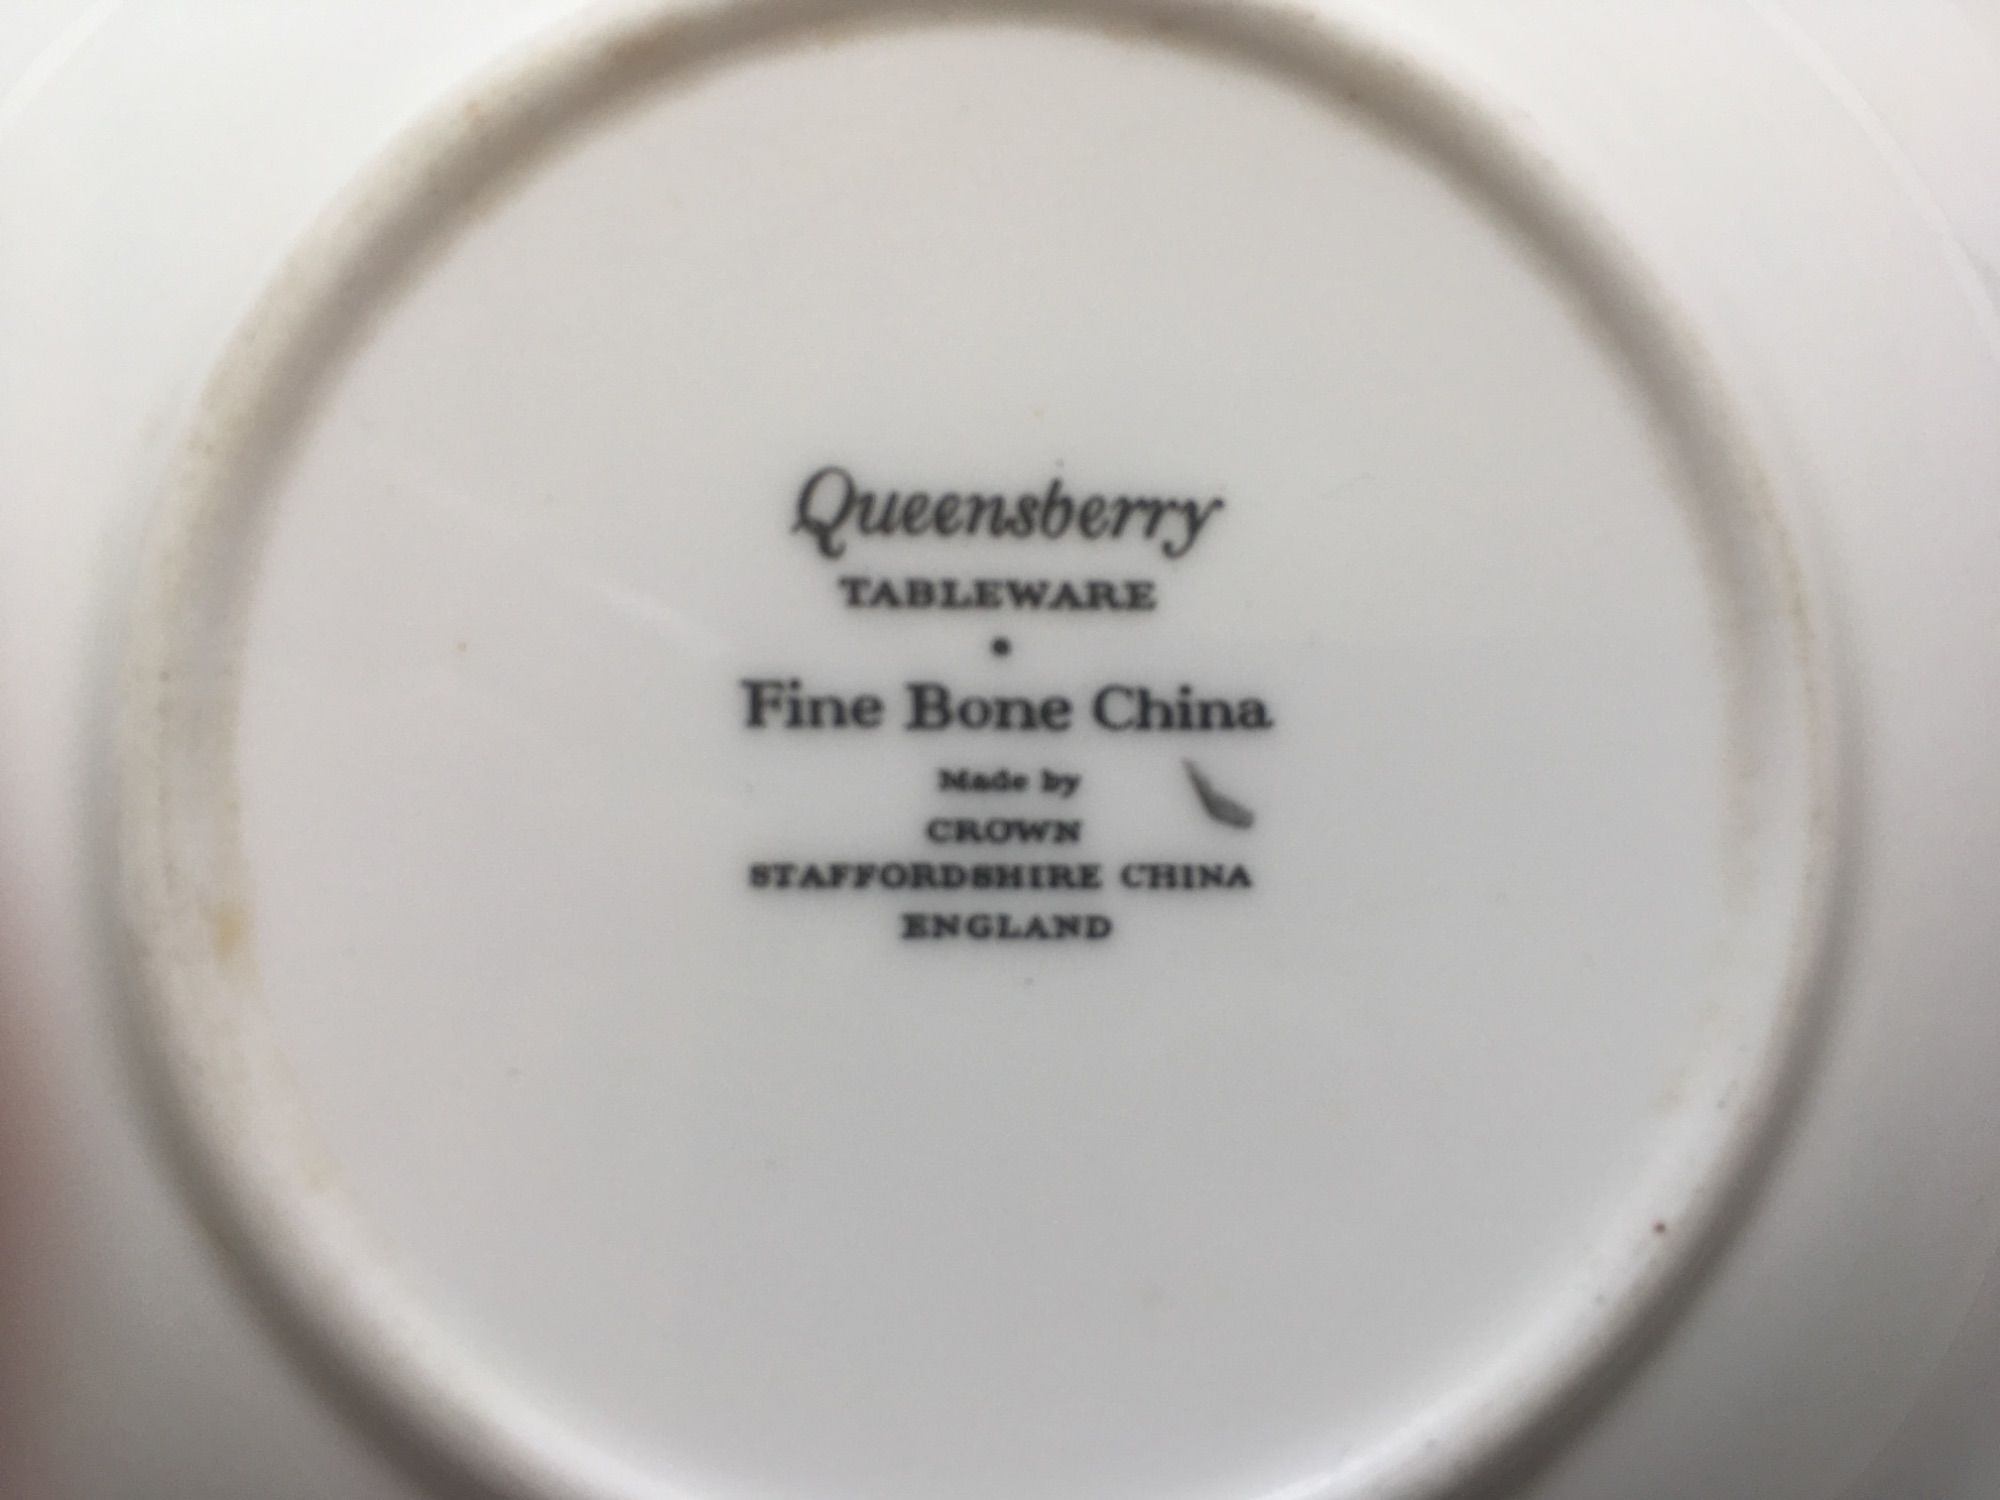 Queensberry
TABLEWARE
•
Fine Bone China
Made by
CROWN
STAFFORDSHIRE CHINA
ENGLAND